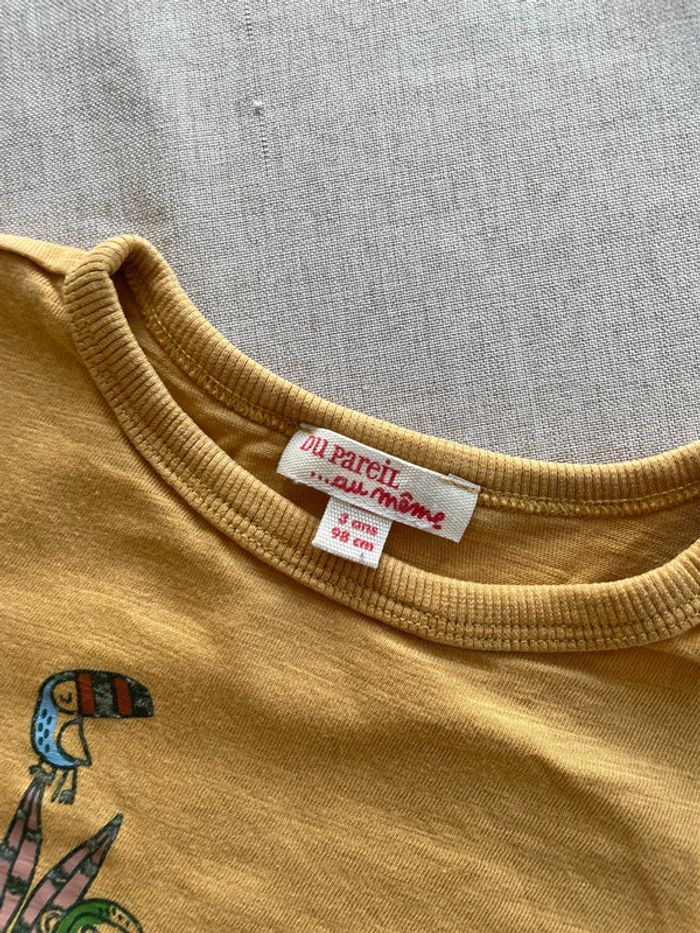 DU PareiL
...au même
3 ans
98 cm